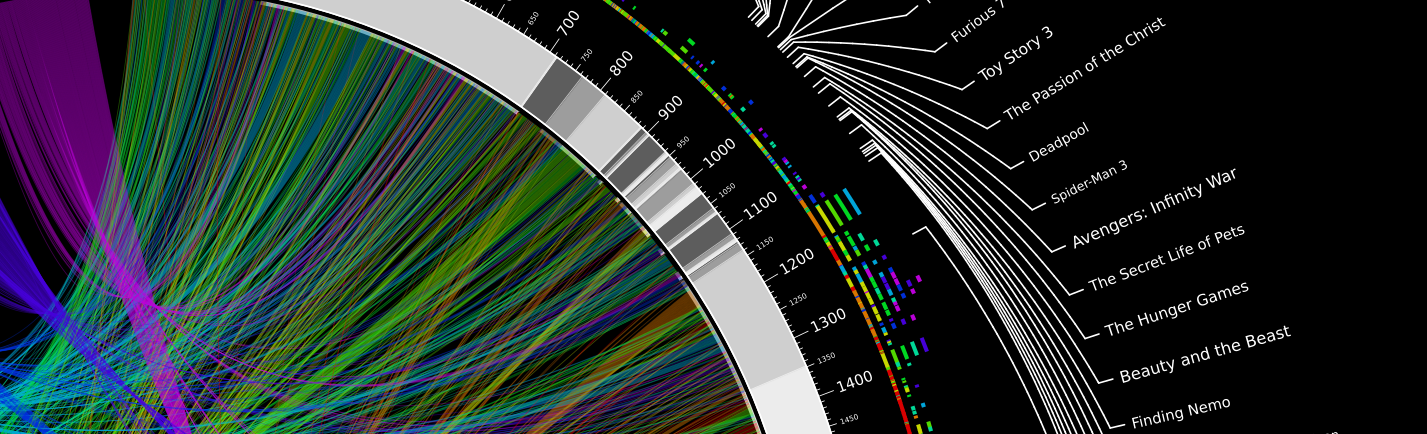 650
700
750
800
850
900
950
1000
1050
1100
1150
1200
1250
1300
1350
1400
1450
Furious 7
Toy Story 3
The Passion of the Christ
Deadpool
Spider-Man 3
Avengers: Infinity War
The Secret Life of Pets
The Hunger Games
Beauty and the Beast
Finding Nemo